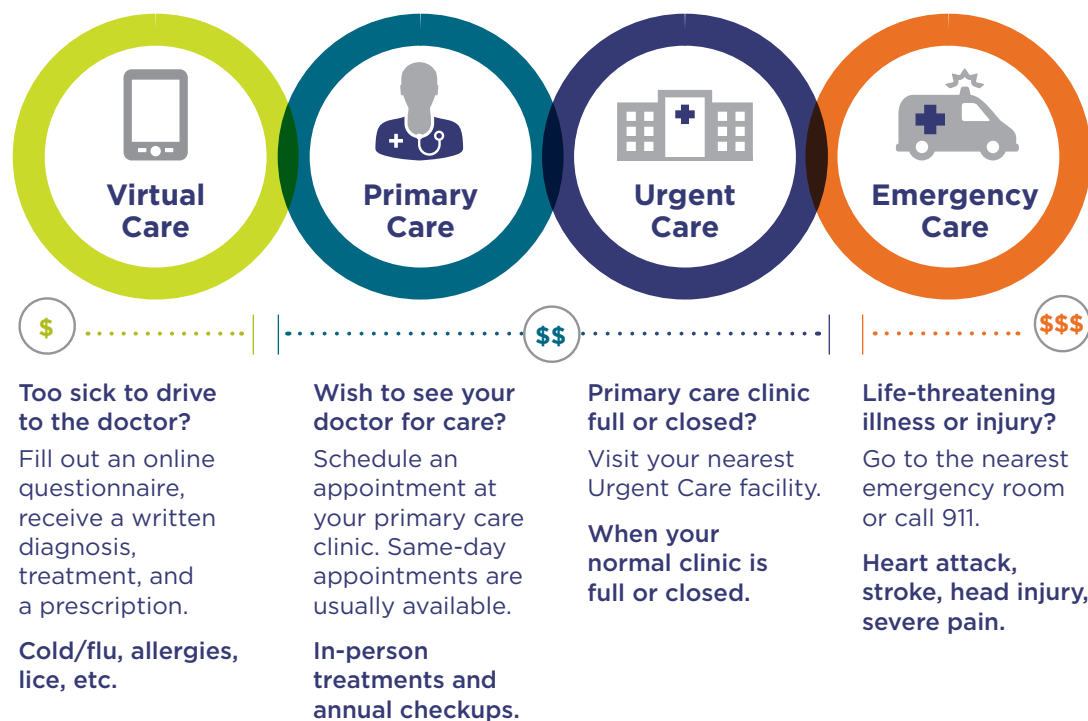 Virtual
Care
Primary
Care
Urgent
Care
Emergency
Care
$
$$
$$$
Too sick to drive
to the doctor?
Fill out an online
questionnaire,
receive a written
diagnosis,
treatment, and
a prescription.
Cold/flu, allergies,
lice, etc.
Wish to see your
doctor for care?
Schedule an
appointment at
your primary care
clinic. Same-day
appointments are
usually available.
In-person
treatments and
annual checkups.
Primary care clinic
full or closed?
Visit your nearest
Urgent Care facility.
When your
normal clinic is
full or closed.
Life-threatening
illness or injury?
Go to the nearest
emergency room
or call 911.
Heart attack,
stroke, head injury,
severe pain.